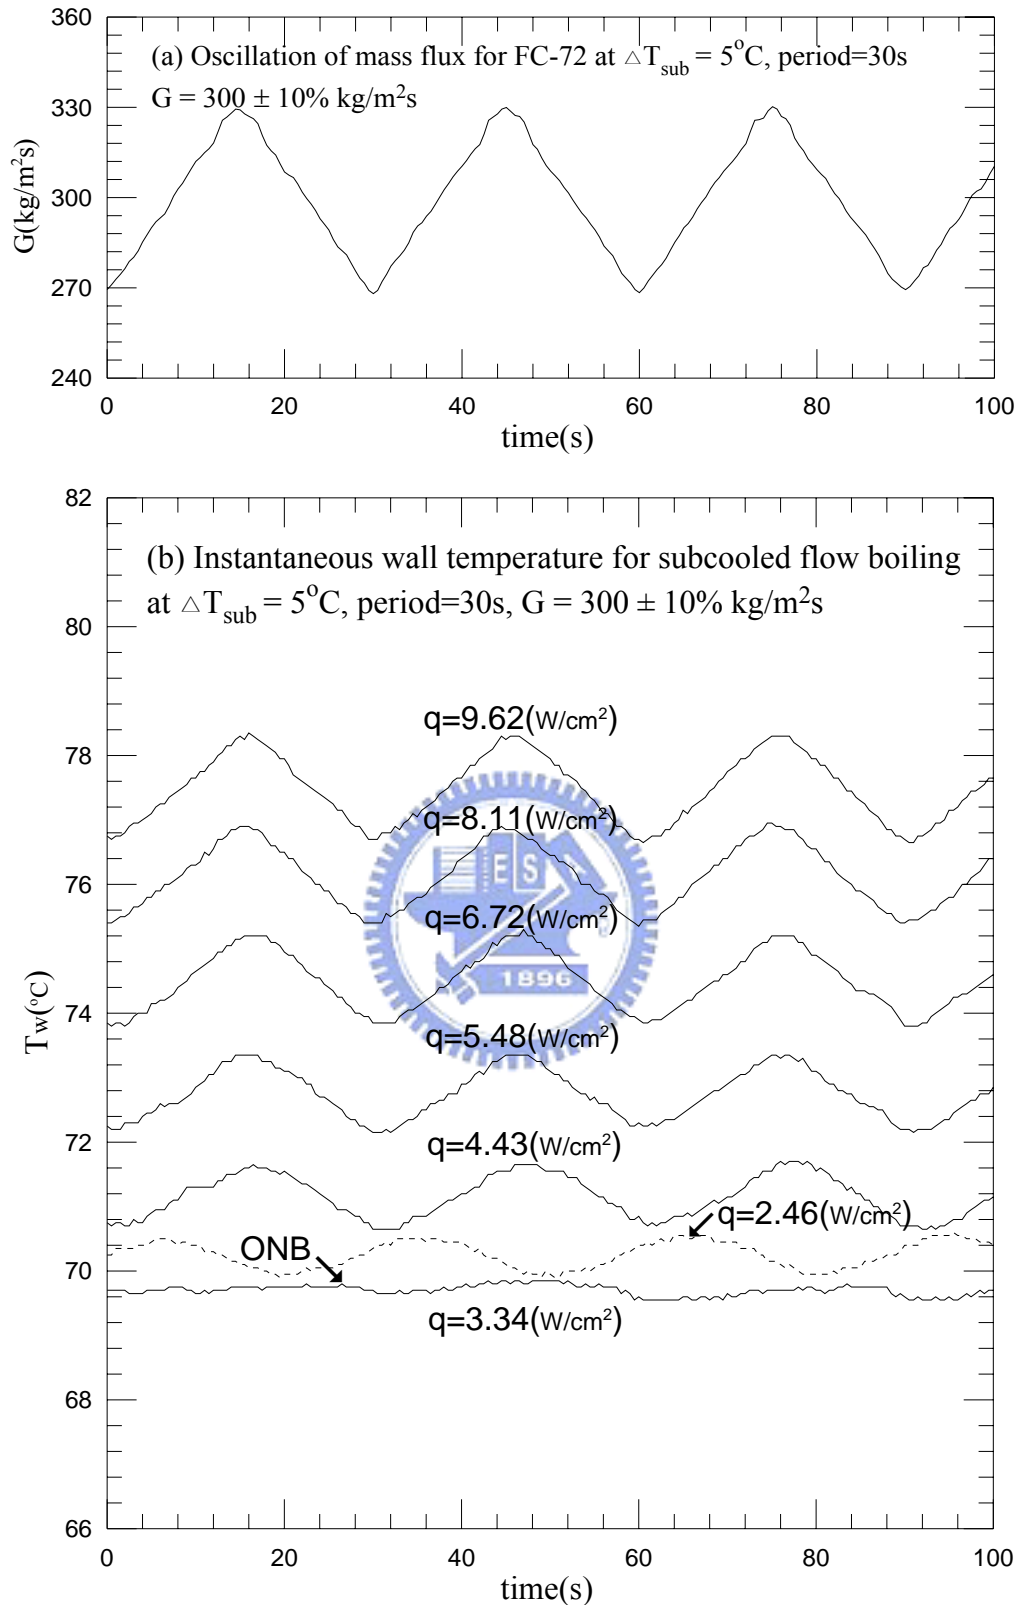 360
(a) Oscillation of mass flux for FC-72 at △T_sub = 5°C, period=30s
G = 300 ± 10% kg/m²s
330
300
270
240
G(kg/m²s)
0 20 40 60 80 100
time(s)
82
(b) Instantaneous wall temperature for subcooled flow boiling
at △T_sub = 5°C, period=30s, G = 300 ± 10% kg/m²s
80
q=9.62(W/cm²)
78
q=8.11(W/cm²)
E S
76
q=6.72(W/cm²)
1896
74
q=5.48(W/cm²)
Tw(°C)
72
q=4.43(W/cm²)
q=2.46(W/cm²)
ONB
70
q=3.34(W/cm²)
68
66
0 20 40 60 80 100
time(s)